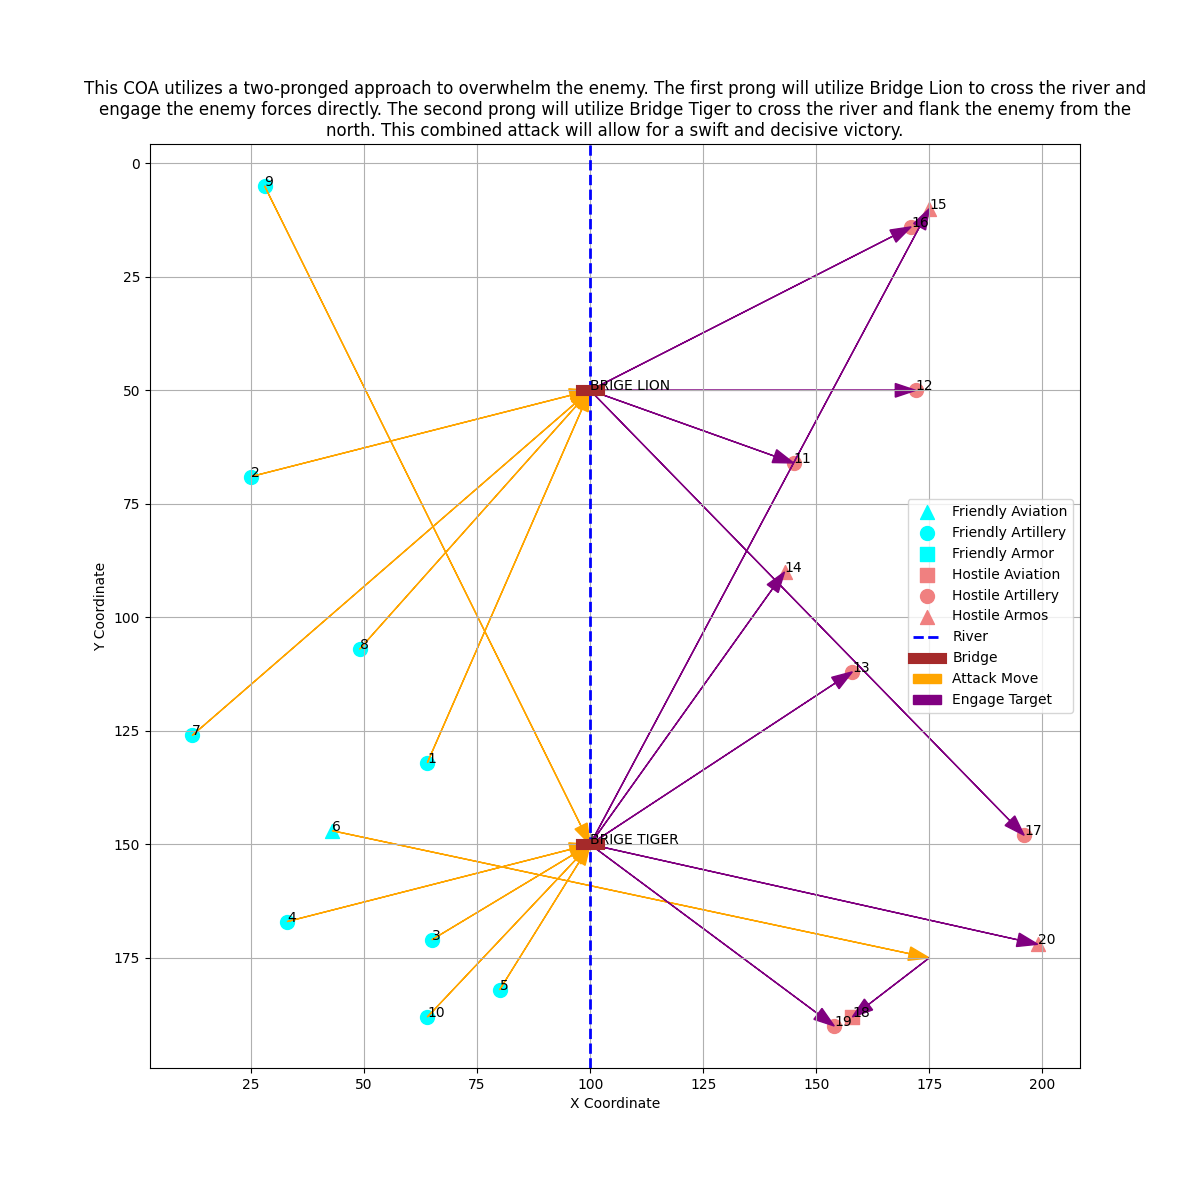 This COA utilizes a two-pronged approach to overwhelm the enemy. The first prong will utilize Bridge Lion to cross the river and
engage the enemy forces directly. The second prong will utilize Bridge Tiger to cross the river and flank the enemy from the
north. This combined attack will allow for a swift and decisive victory.
0
25
50
75
100
125
150
175
Y Coordinate
9
15
16
BRIGE LION
12
2
11
14
8
13
7
1
6
17
BRIGE TIGER
4
3
20
5
10
19
18
Friendly Aviation
Friendly Artillery
Friendly Armor
Hostile Aviation
Hostile Artillery
Hostile Armos
River
Bridge
Attack Move
Engage Target
25
50
75
100
125
150
175
200
X Coordinate